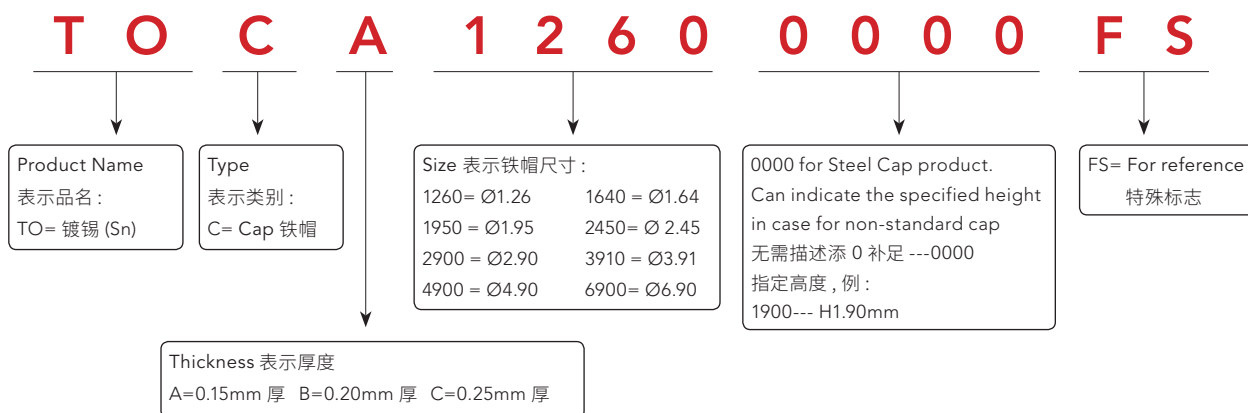 T O C A 1 2 6 0 0 0 0 0 F S
Product Name
表示品名 :
TO= 镀锡 (Sn)
Type
表示类别 :
C= Cap 铁帽
Size 表示铁帽尺寸 :
1260= Ø1.26 1640 = Ø1.64
1950 = Ø1.95 2450= Ø 2.45
2900 = Ø2.90 3910 = Ø3.91
4900 = Ø4.90 6900= Ø6.90
0000 for Steel Cap product.
Can indicate the specified height
in case for non-standard cap
无需描述添 0 补足 ---0000
指定高度 , 例 :
1900--- H1.90mm
FS= For reference
特殊标志
Thickness 表示厚度
A=0.15mm 厚 B=0.20mm 厚 C=0.25mm 厚